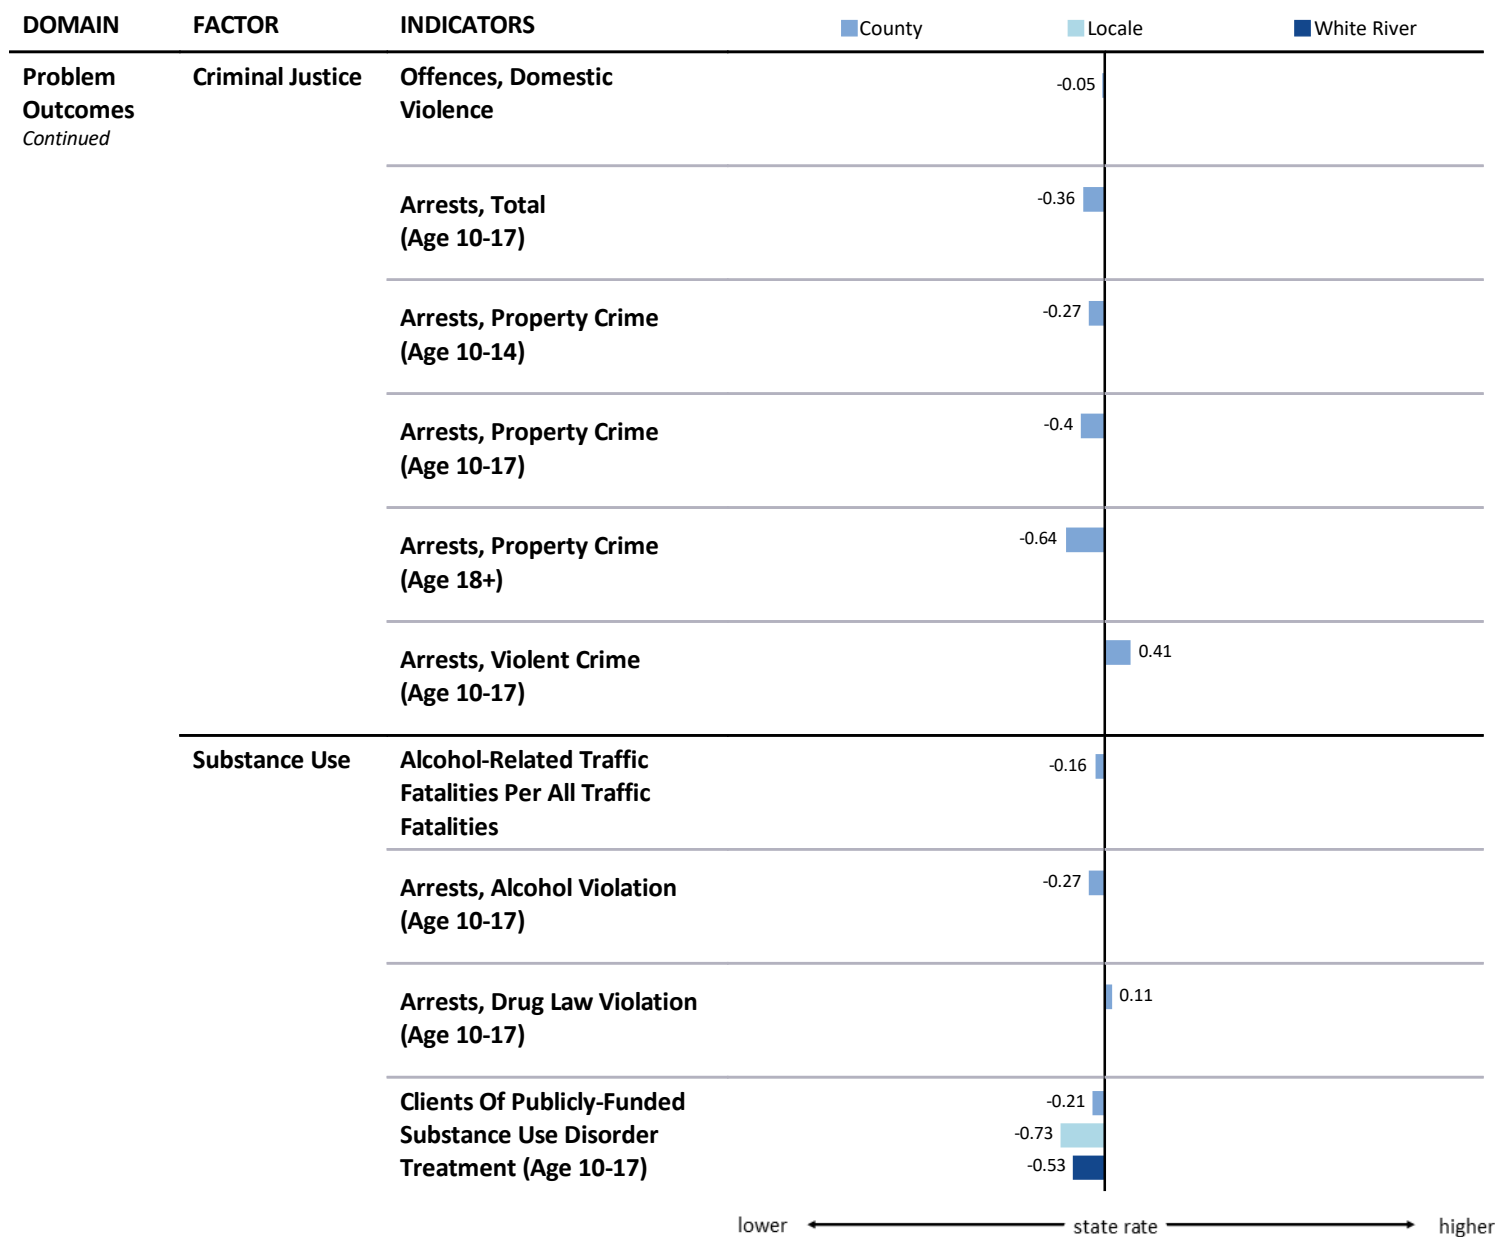 DOMAIN FACTOR INDICATORS County Locale White River
Problem Criminal Justice Offences, Domestic
-0.05
Outcomes Violence
Continued
-0.36
Arrests, Total
(Age 10-17)
-0.27
Arrests, Property Crime
(Age 10-14)
-0.4
Arrests, Property Crime
(Age 10-17)
-0.64
Arrests, Property Crime
(Age 18+)
0.41
Arrests, Violent Crime
(Age 10-17)
Substance Use Alcohol-Related Traffic
-0.16
Fatalities Per All Traffic
Fatalities
-0.27
Arrests, Alcohol Violation
(Age 10-17)
0.11
Arrests, Drug Law Violation
(Age 10-17)
Clients Of Publicly-Funded -0.21
Substance Use Disorder -0.73
Treatment (Age 10-17) -0.53
lower state rate higher